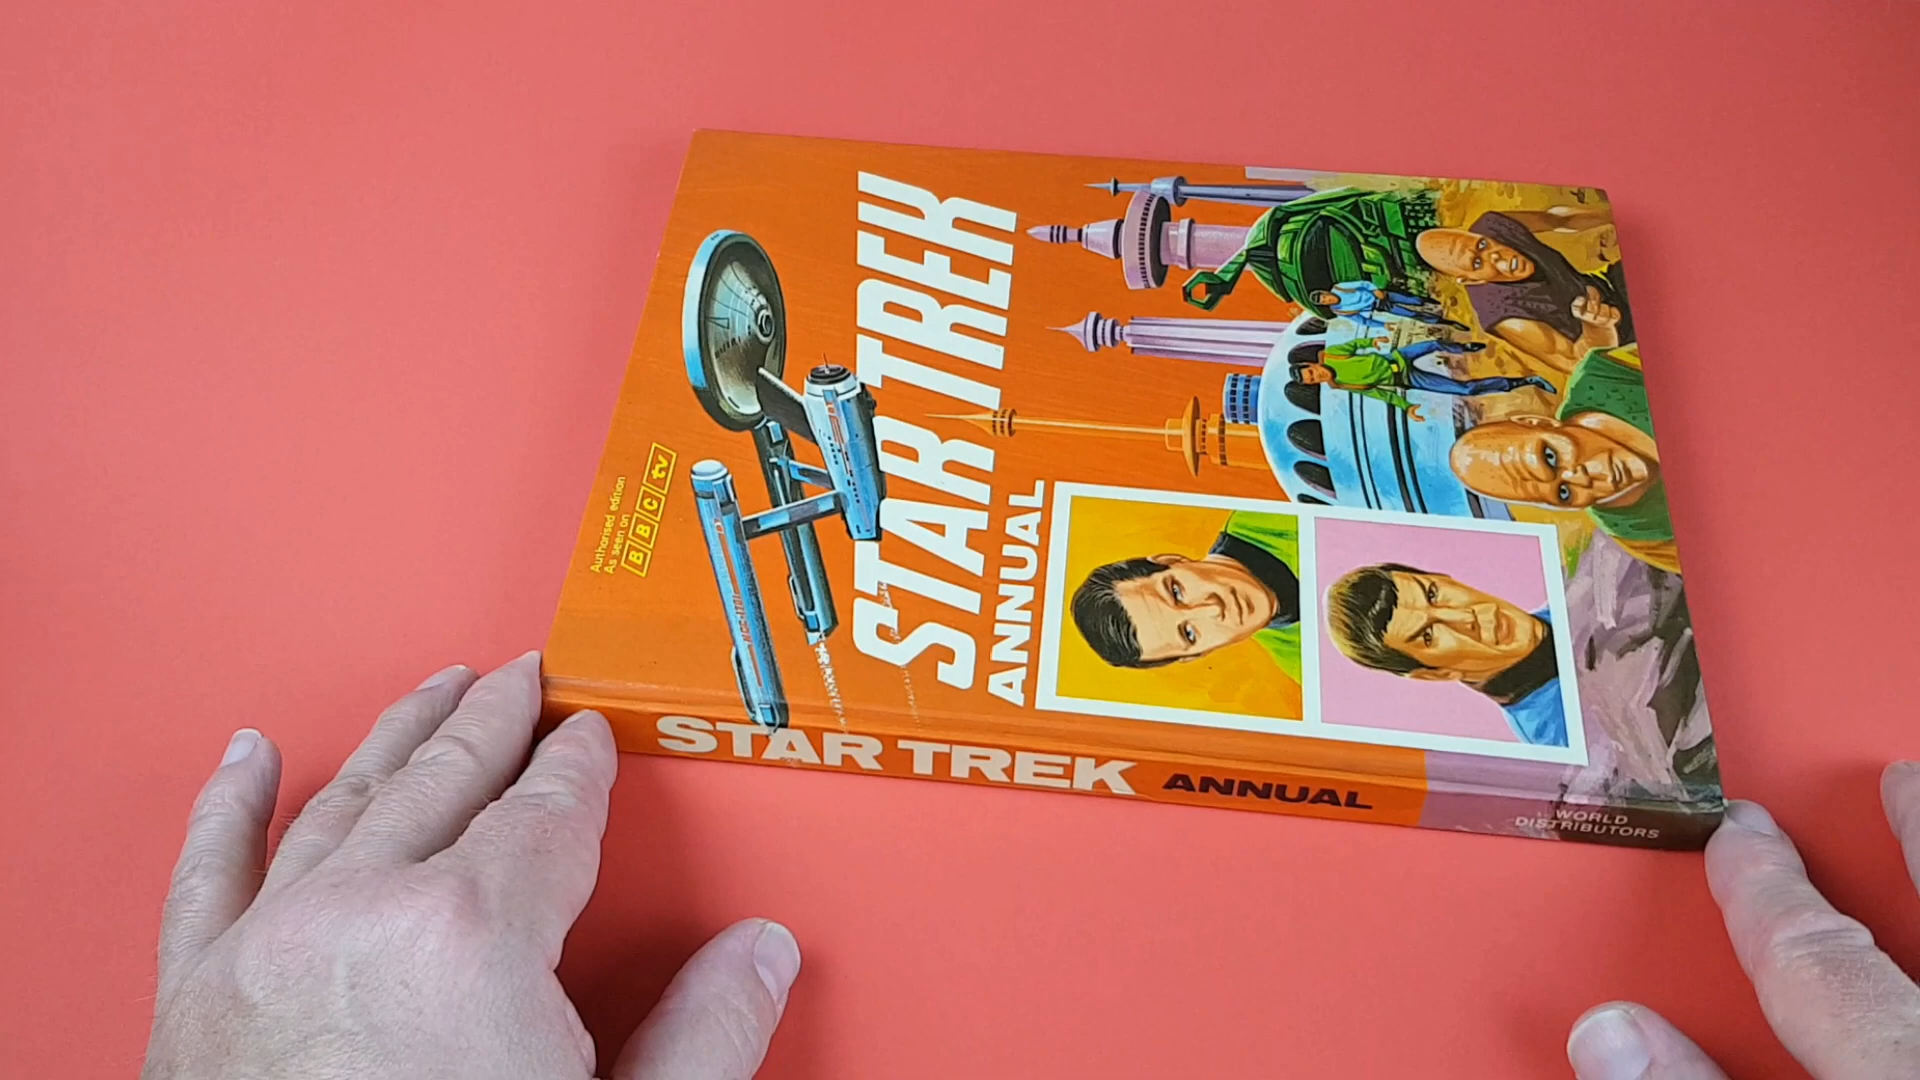 Authorised edition
As seen on
BBC tv
STAR TREK
ANNUAL
STAR TREK ANNUAL
WORLD
DISTRIBUTORS